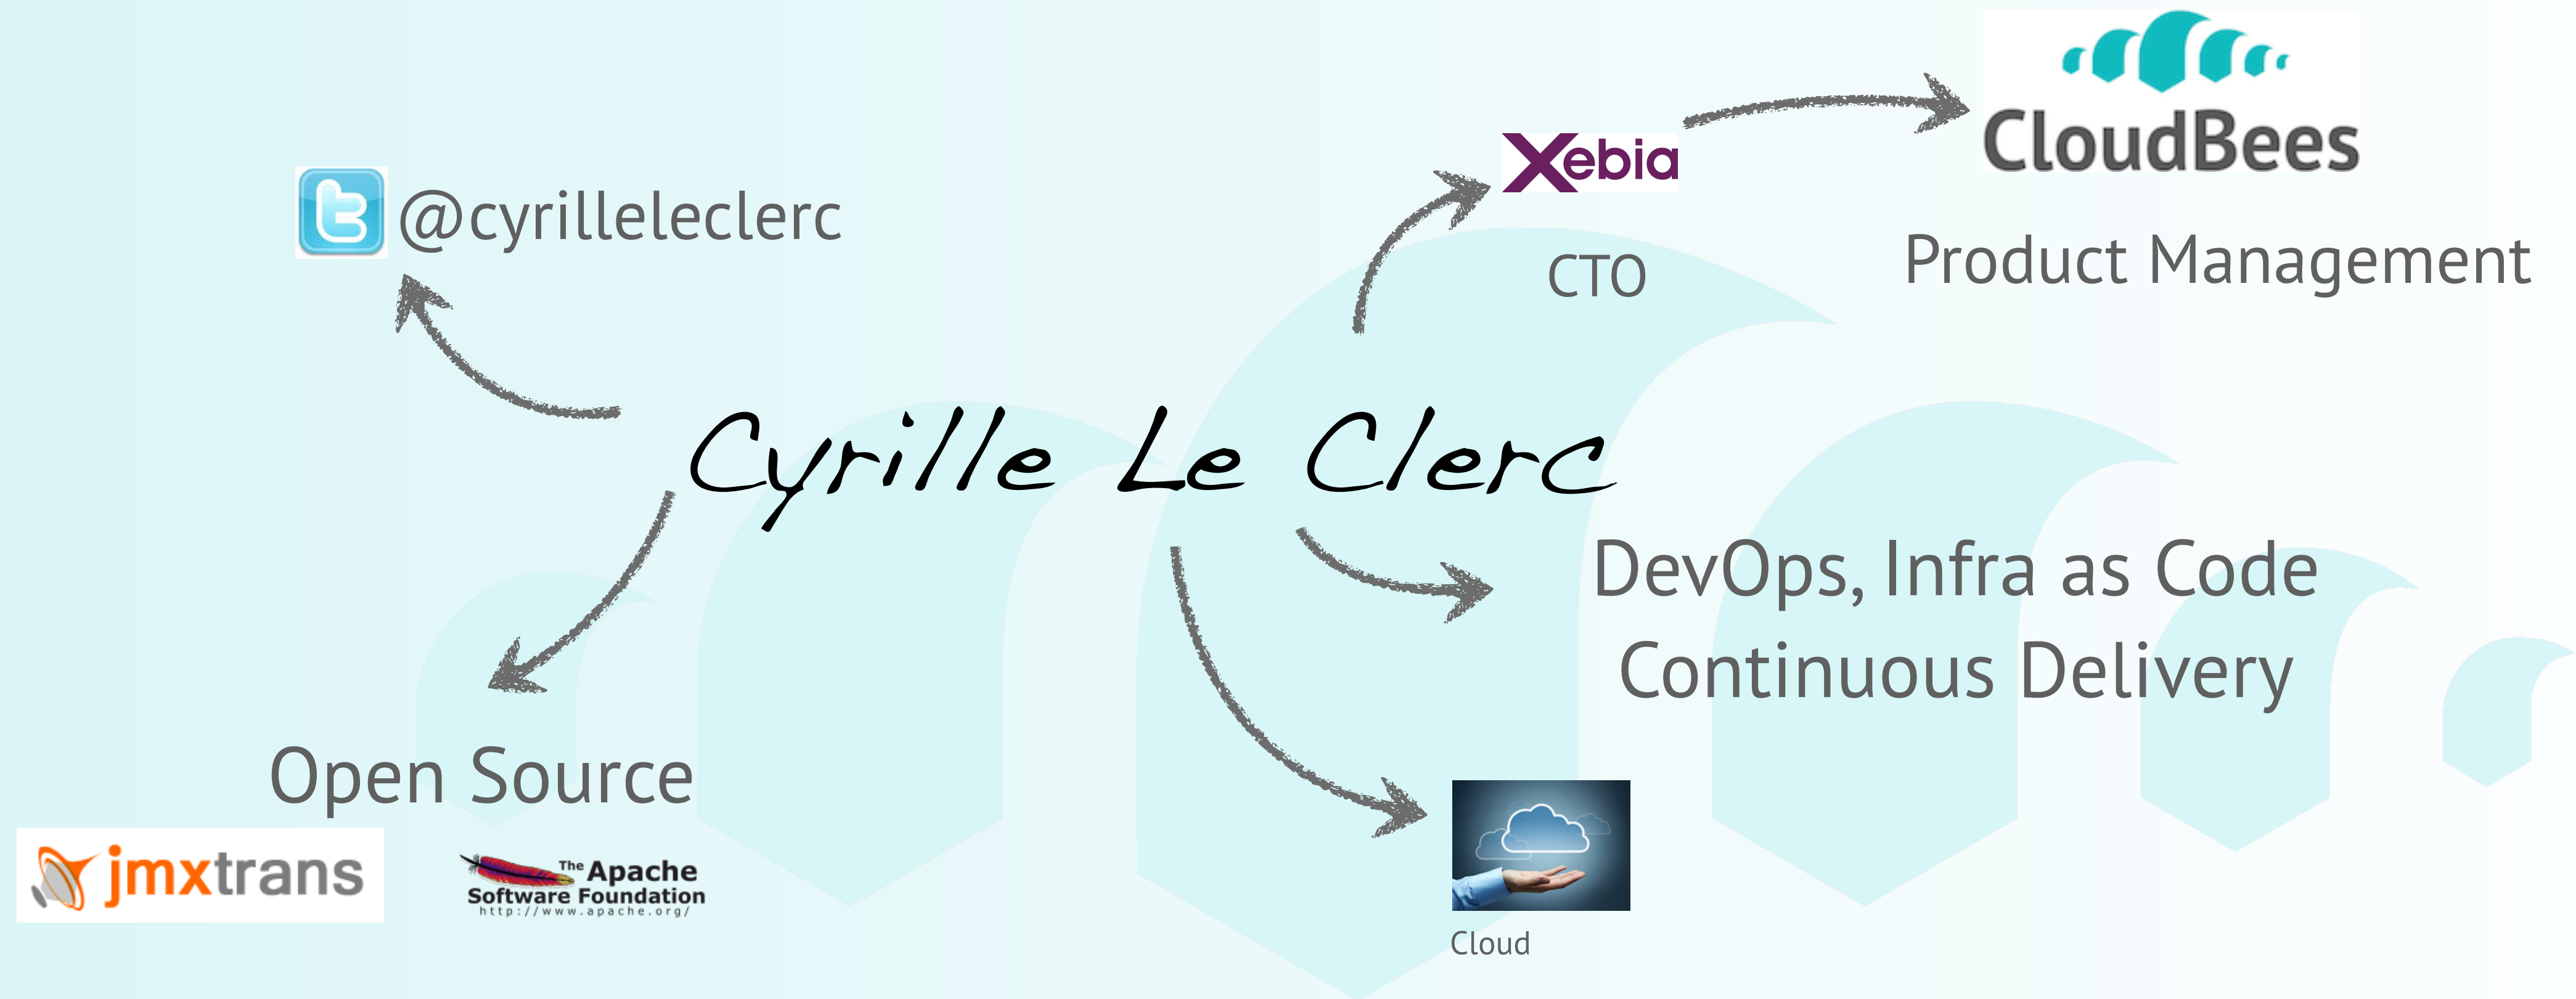 CloudBees
Xebia
@cyrilleleclerc
CTO
Product Management
Cyrille Le Clerc
DevOps, Infra as Code
Continuous Delivery
Open Source
jmxtrans
The Apache
Software Foundation
http://www.apache.org/
Cloud